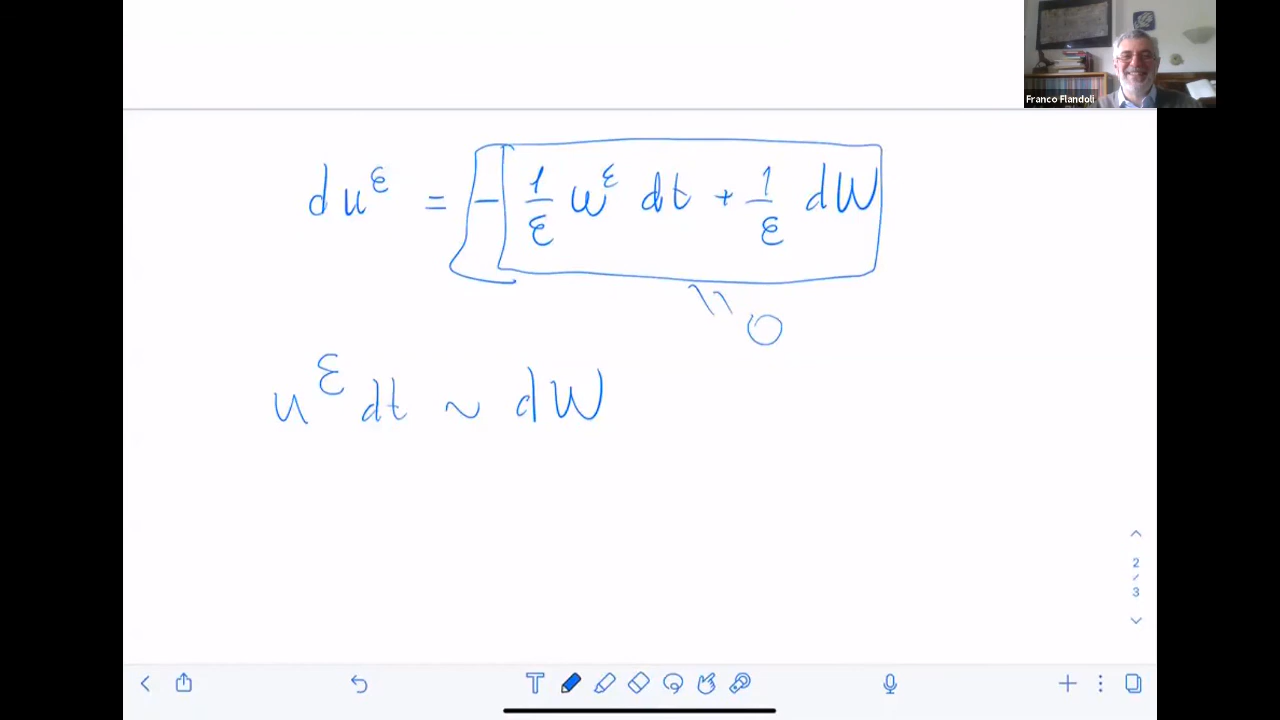 Franco Flandoli
du^ε = - 1/ε u^ε dt + 1/ε dW
= 0
u^ε dt ~ dW
2
/
3
T